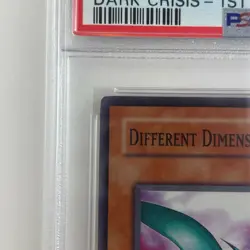 DARK CRISIS - 1ST
DIFFERENT DIMENS